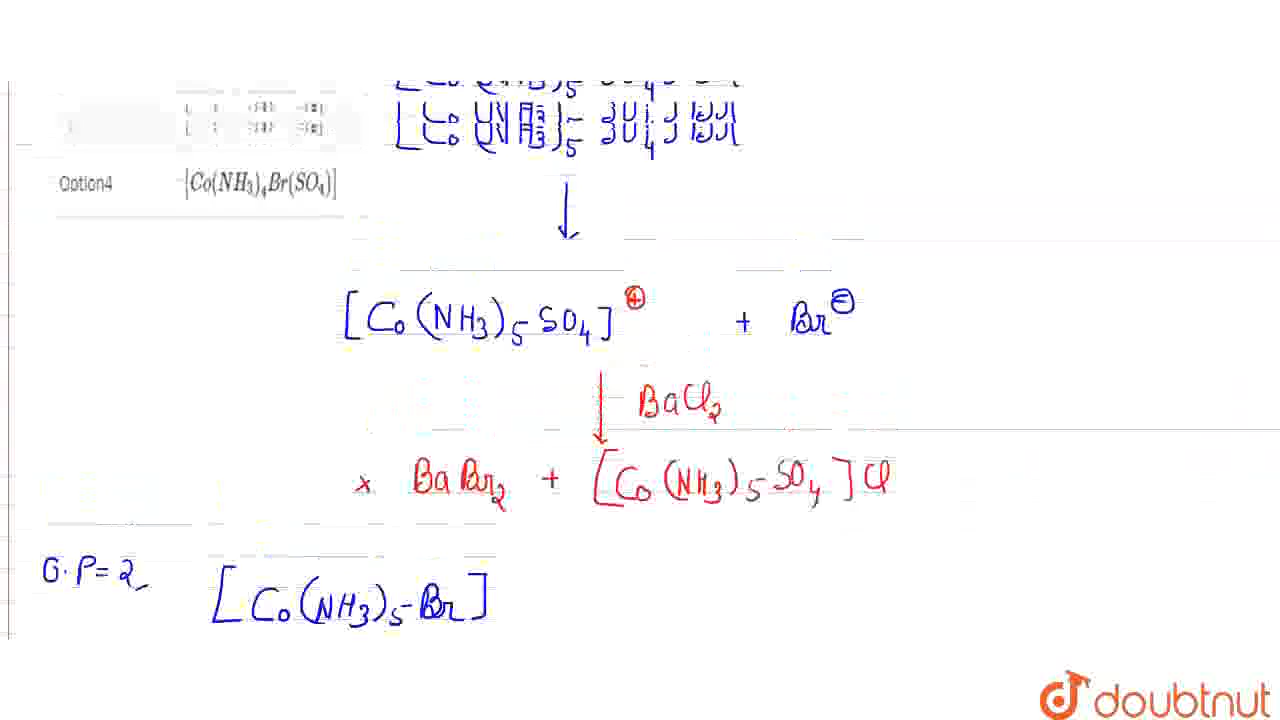 Option4 [Co(NH₃)₄Br(SO₄)]
↓
[Co(NH₃)₅SO₄]⊕ + Br⊖
↓ BaCl₂
× BaBr₂ + [Co(NH₃)₅SO₄]Cl
G.P=2 [Co(NH₃)₅Br]
doubtnut